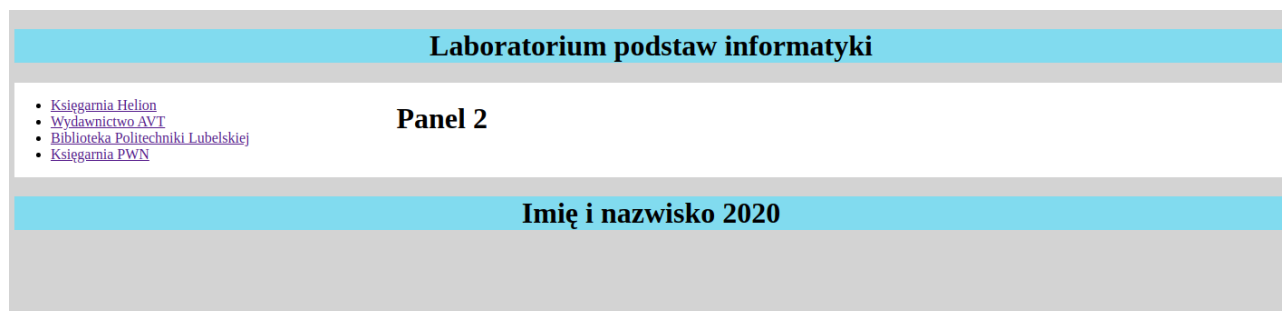 Laboratorium podstaw informatyki
Księgarnia Helion
Wydawnictwo AVT
Biblioteka Politechniki Lubelskiej
Księgarnia PWN
Panel 2
Imię i nazwisko 2020